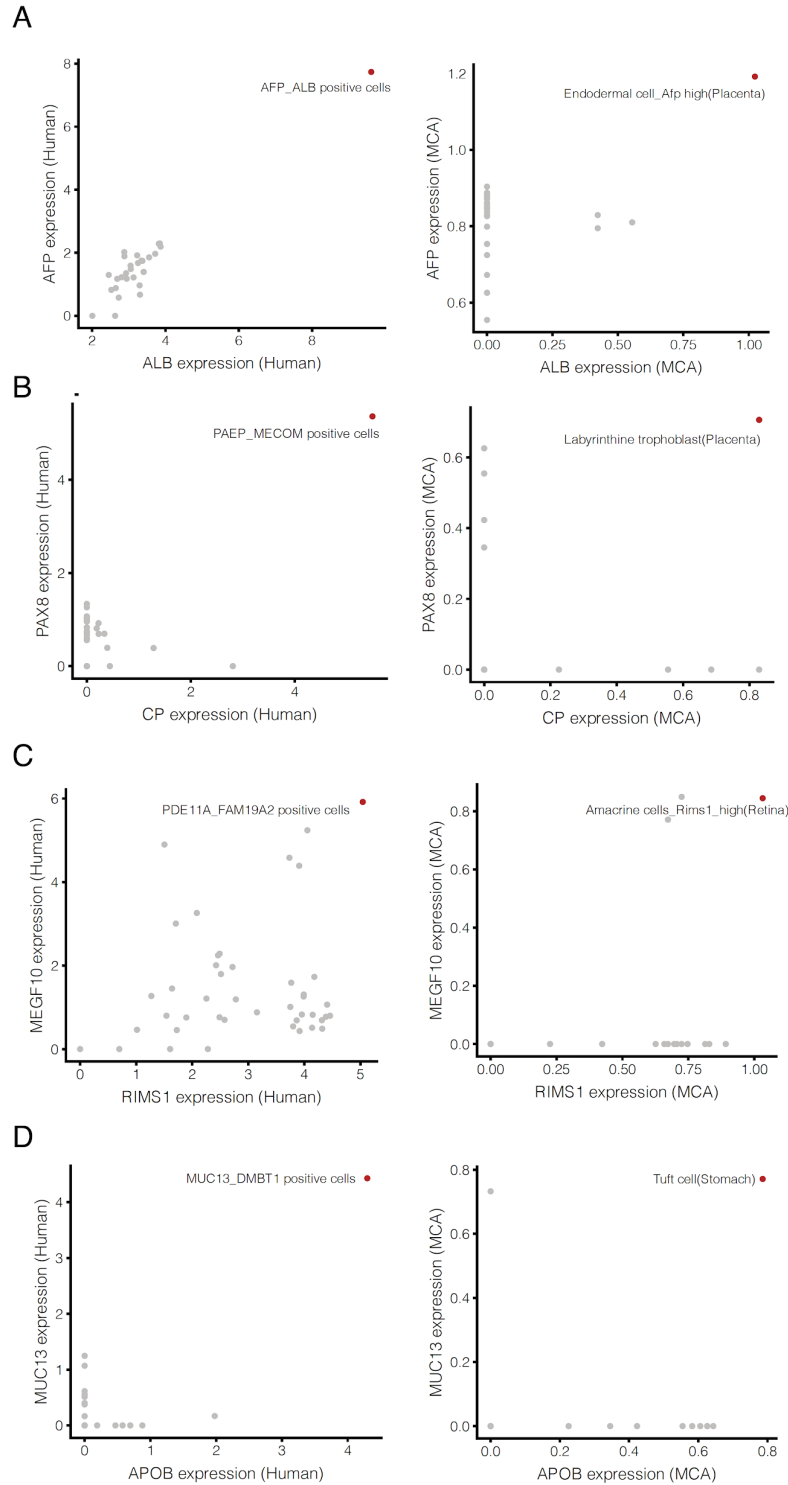 A
AFP expression (Human)
8
6
4
2
0
AFP_ALB positive cells
2 4 6 8
ALB expression (Human)
AFP expression (MCA)
1.2
1.0
0.8
0.6
Endodermal cell_Afp high(Placenta)
0.00 0.25 0.50 0.75 1.00
ALB expression (MCA)
B
PAX8 expression (Human)
4
2
0
PAEP_MECOM positive cells
0 2 4
CP expression (Human)
PAX8 expression (MCA)
0.6
0.4
0.2
0.0
Labyrinthine trophoblast(Placenta)
0.0 0.2 0.4 0.6 0.8
CP expression (MCA)
C
MEGF10 expression (Human)
6
4
2
0
PDE11A_FAM19A2 positive cells
0 1 2 3 4 5
RIMS1 expression (Human)
MEGF10 expression (MCA)
0.8
0.6
0.4
0.2
0.0
Amacrine cells_Rims1_high(Retina)
0.00 0.25 0.50 0.75 1.00
RIMS1 expression (MCA)
D
MUC13 expression (Human)
4
3
2
1
0
MUC13_DMBT1 positive cells
0 1 2 3 4
APOB expression (Human)
MUC13 expression (MCA)
0.8
0.6
0.4
0.2
0.0
Tuft cell(Stomach)
0.0 0.2 0.4 0.6 0.8
APOB expression (MCA)